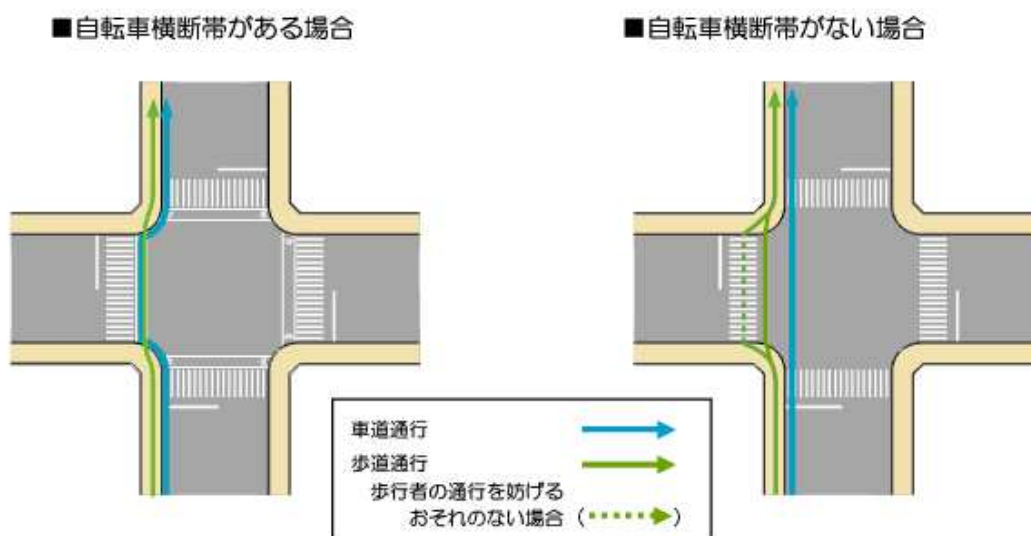 ■自転車横断帯がある場合
■自転車横断帯がない場合
車道通行
歩道通行
歩行者の通行を妨げる
おそれのない場合（　）